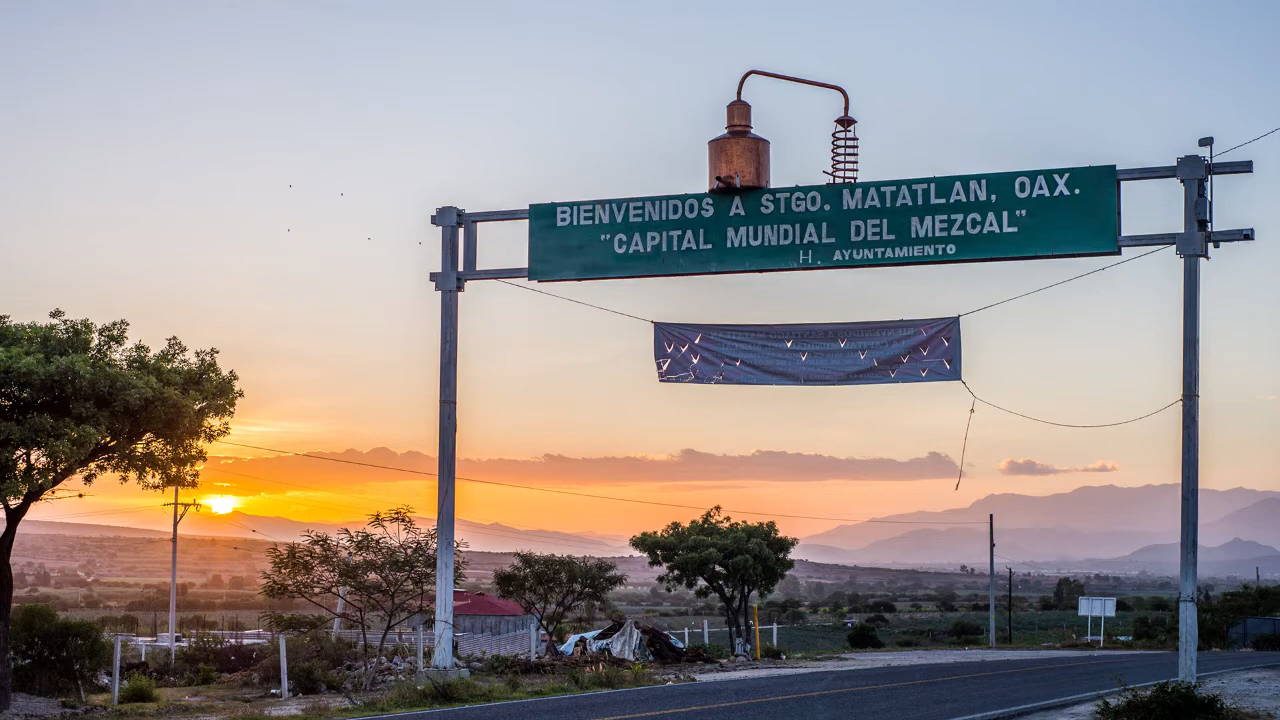 BIENVENIDOS A STGO. MATATLAN, OAX.
"CAPITAL MUNDIAL DEL MEZCAL"
H. AYUNTAMIENTO